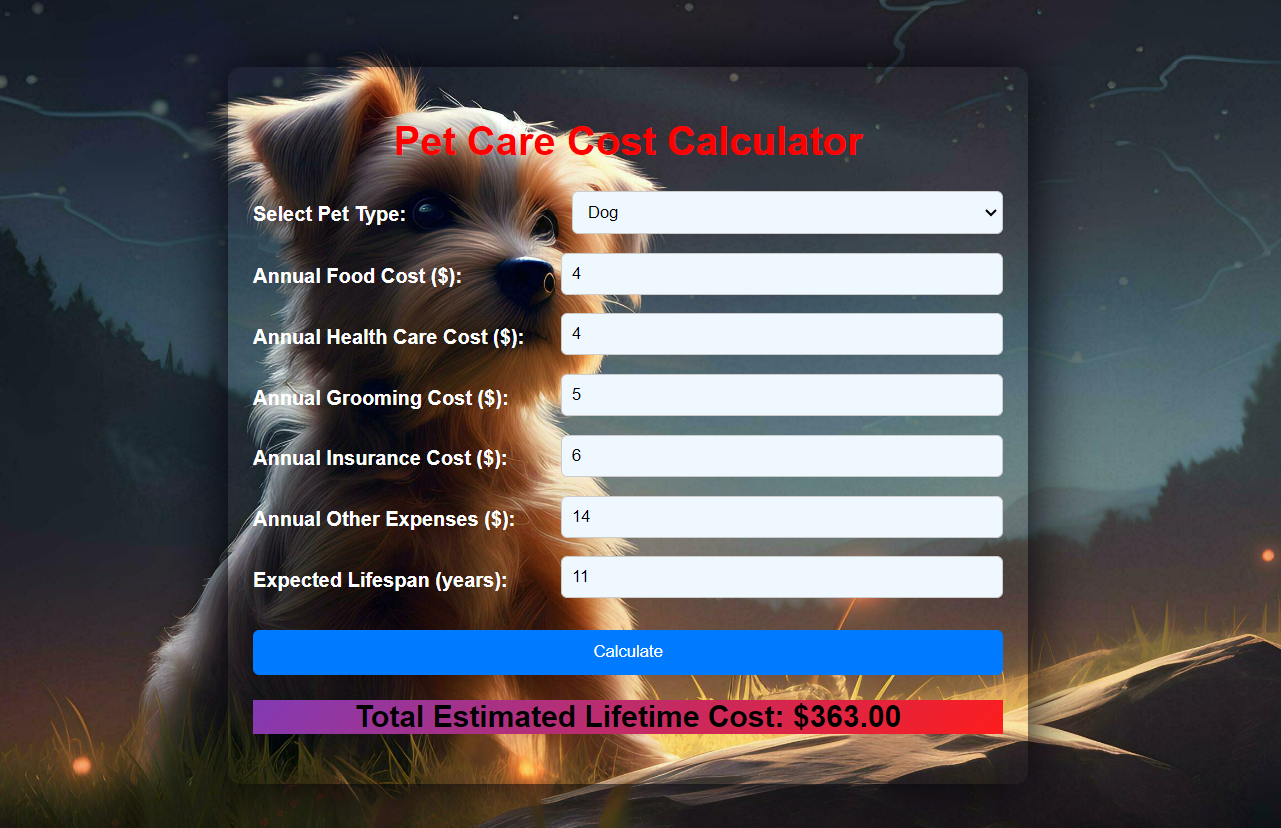 Pet Care Cost Calculator
Select Pet Type: Dog
Annual Food Cost ($): 4
Annual Health Care Cost ($): 4
Annual Grooming Cost ($): 5
Annual Insurance Cost ($): 6
Annual Other Expenses ($): 14
Expected Lifespan (years): 11
Calculate
Total Estimated Lifetime Cost: $363.00